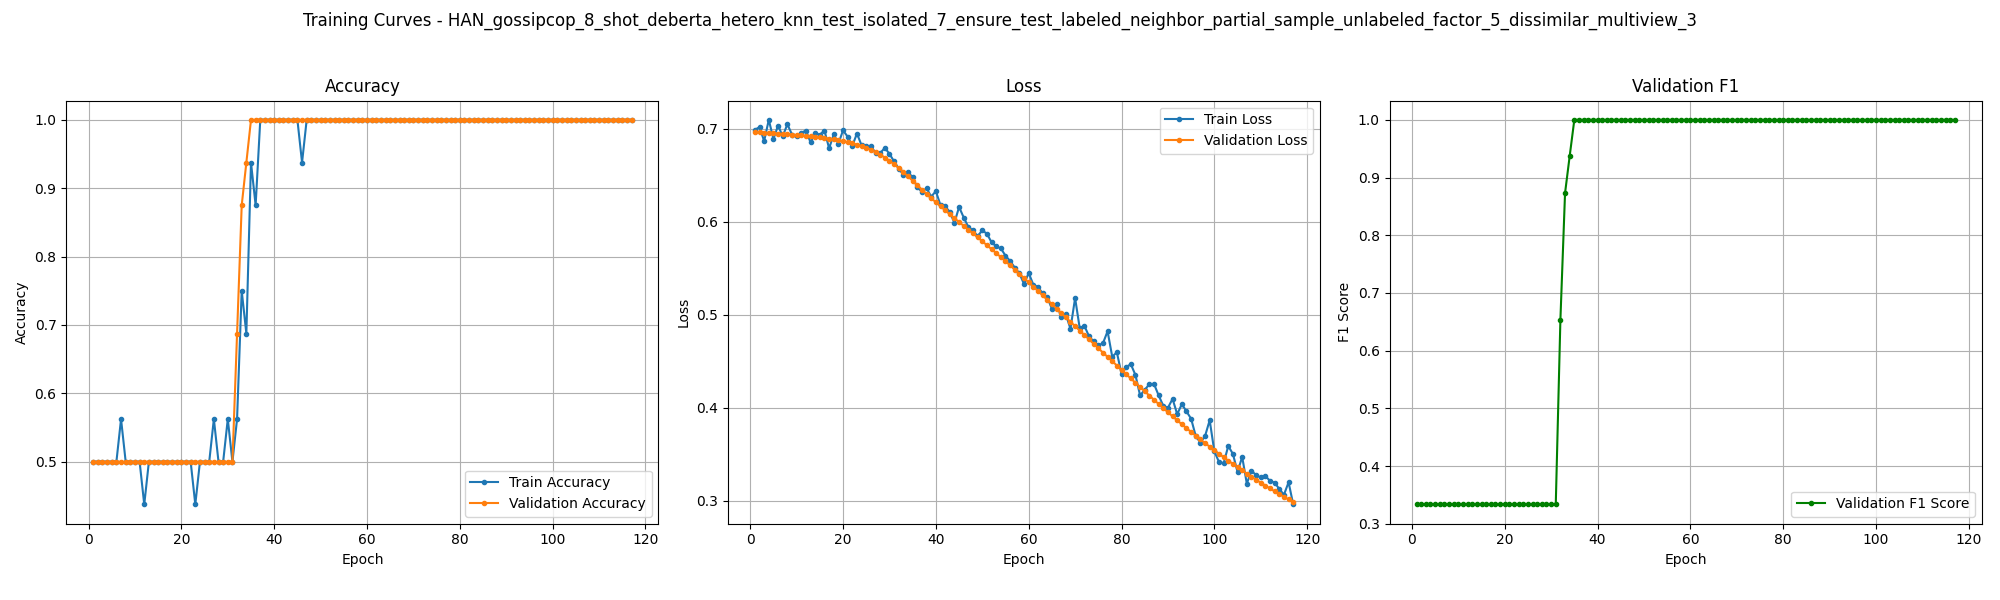 Training Curves - HAN_gossipcop_8_shot_deberta_hetero_knn_test_isolated_7_ensure_test_labeled_neighbor_partial_sample_unlabeled_factor_5_dissimilar_multiview_3
Accuracy
Accuracy
1.0
0.9
0.8
0.7
0.6
0.5
0 20 40 60 80 100 120
Epoch
Train Accuracy
Validation Accuracy
Loss
Loss
0.7
0.6
0.5
0.4
0.3
0 20 40 60 80 100 120
Epoch
Train Loss
Validation Loss
Validation F1
F1 Score
1.0
0.9
0.8
0.7
0.6
0.5
0.4
0.3
0 20 40 60 80 100 120
Epoch
Validation F1 Score